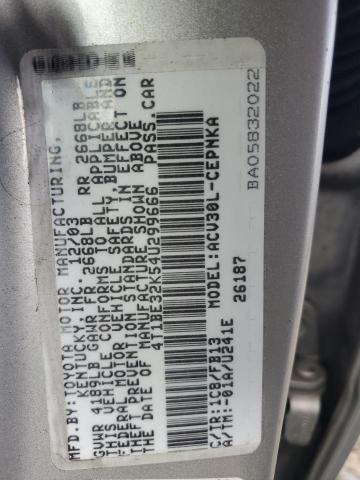 MFD.BY:TOYOTA MOTOR MANUFACTURING,
KENTUCKY,INC. 12/03
GVWR 4189LB
GAWR FR 2668LB RR 2668LB
THIS VEHICLE CONFORMS TO ALL APPLICABLE
FEDERAL MOTOR VEHICLE SAFETY,BUMPER AND
THEFT PREVENTION STANDARDS IN EFFECT ON
THE DATE OF MANUFACTURE SHOWN ABOVE.
4T1BE32K54U299666 PASS.CAR
MODEL:ACV30L-CEPNKA
26187
C/TR:1C8/FB13
A/TM:-01A/U241E
BA05832022